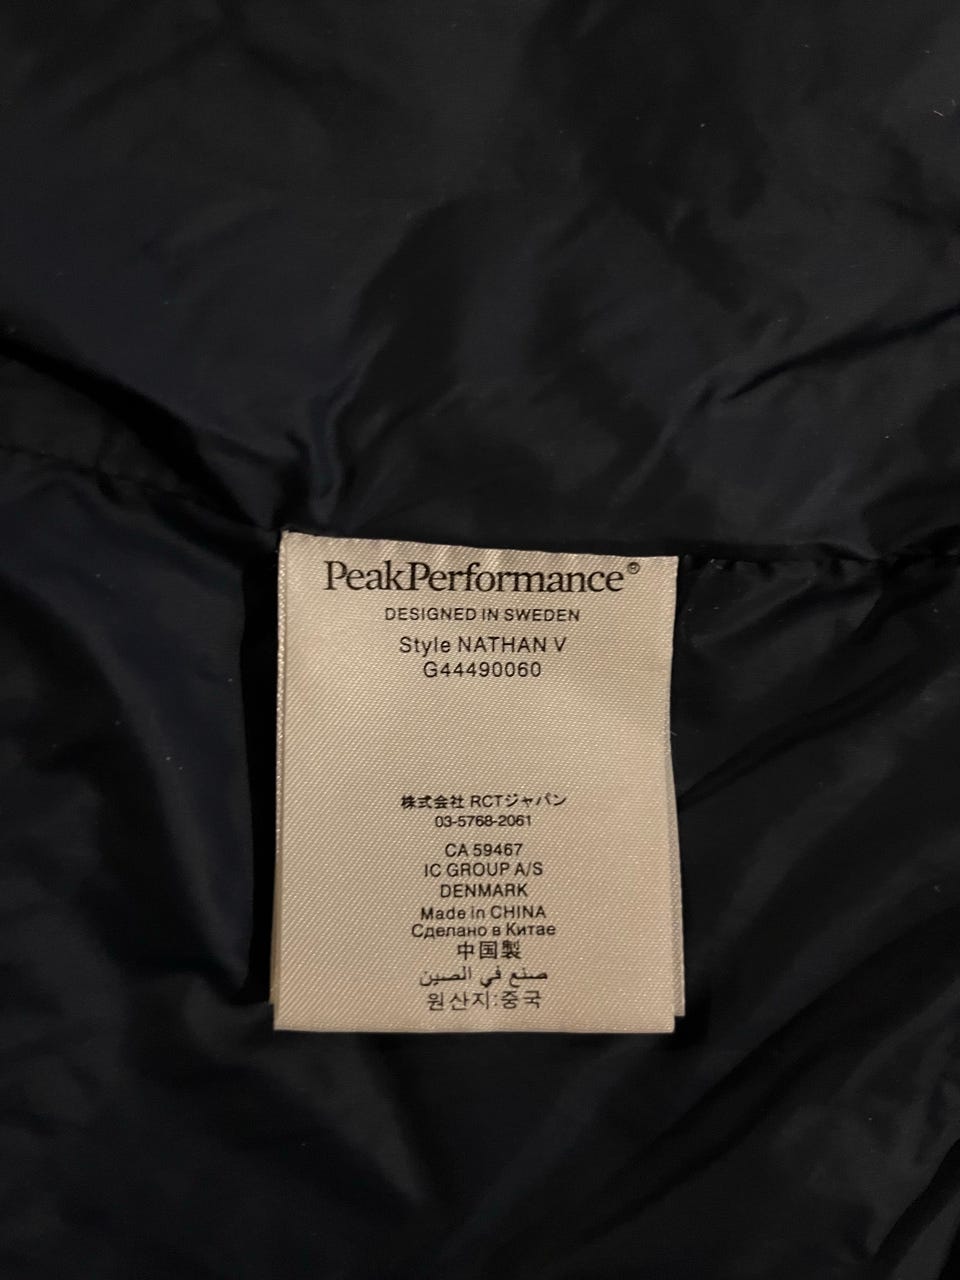 PeakPerformance®
DESIGNED IN SWEDEN
Style NATHAN V
G44490060
株式会社 RCTジャパン
03-5768-2061
CA 59467
IC GROUP A/S
DENMARK
Made in CHINA
Сделано в Китае
中国製
صنع في الصين
원산지:중국